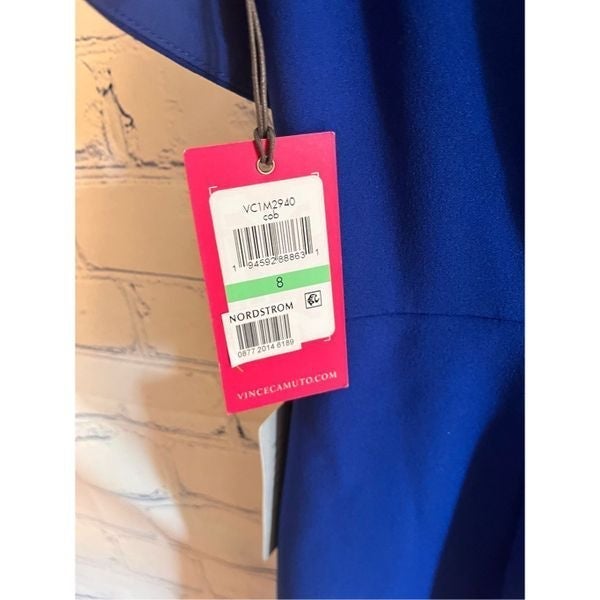 VC1M2940
cob
1 94592 88863 1
8
NORDSTROM
0877 2014 6189
VINCECAMUTO.COM